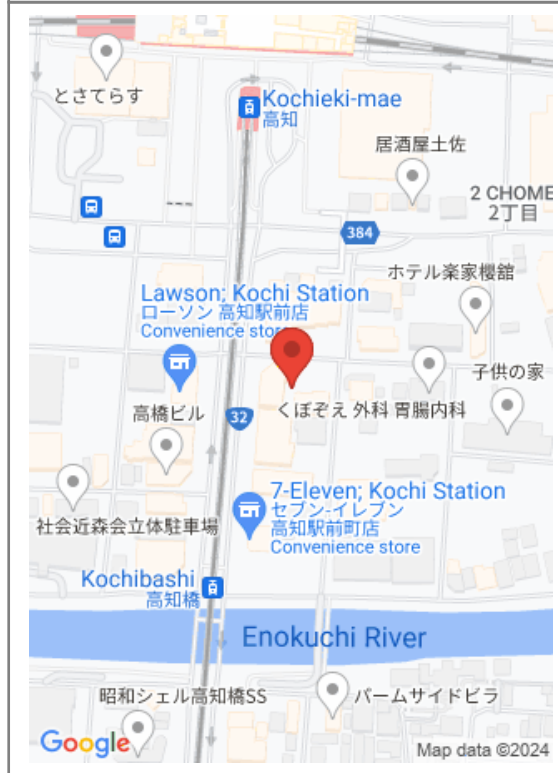 とさてらす
Kochieki-mae
高知
居酒屋土佐
2 CHOME
2丁目
384
ホテル楽家櫻舘
Lawson; Kochi Station
ローソン 高知駅前店
Convenience store
子供の家
高橋ビル
32
くぼぞえ 外科 胃腸内科
7-Eleven; Kochi Station
セブン-イレブン
高知駅前町店
Convenience store
社会近森会立体駐車場
Kochibashi
高知橋
Enokuchi River
昭和シェル高知橋SS
パームサイドビラ
Google
Map data ©2024